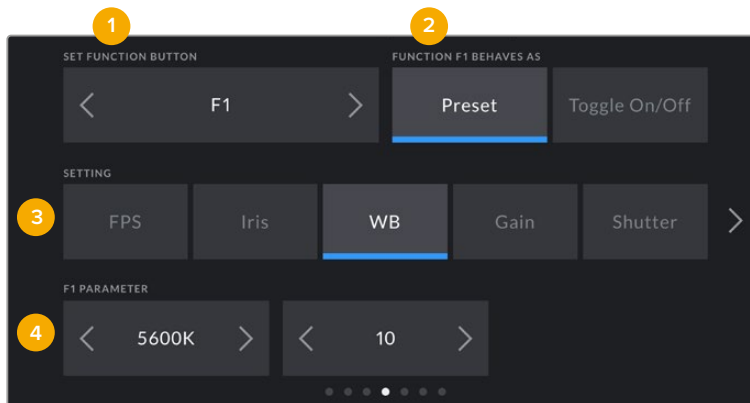 1 2
SET FUNCTION BUTTON FUNCTION F1 BEHAVES AS
F1 Preset Toggle On/Off
SETTING
3 FPS Iris WB Gain Shutter
F1 PARAMETER
4 5600K 10